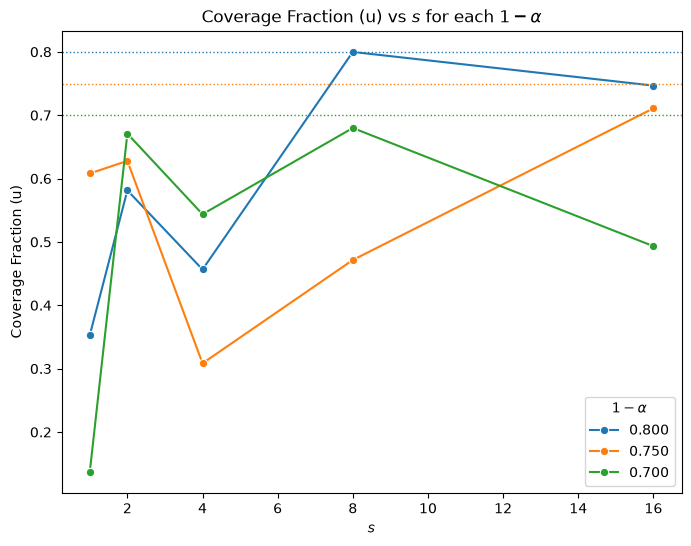 Coverage Fraction (u) vs s for each 1 − α
0.8
0.7
0.6
0.5
0.4
0.3
0.2
Coverage Fraction (u)
2 4 6 8 10 12 14 16
s
1 − α
0.800
0.750
0.700